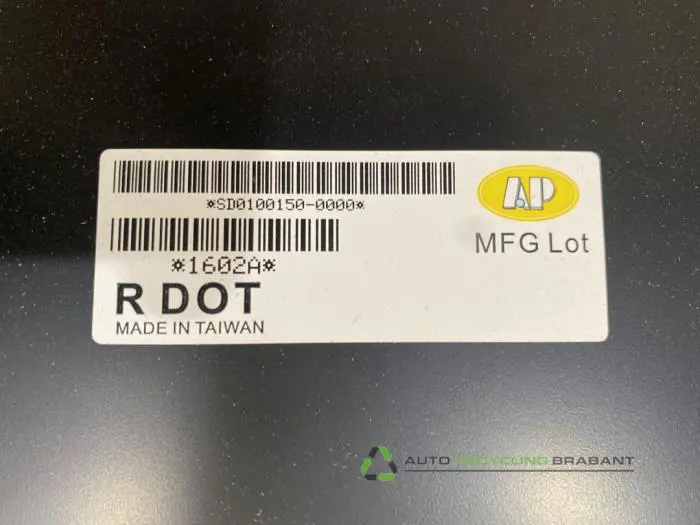 *SD0100150-0000*
AP
MFG Lot
*1602A*
R DOT
MADE IN TAIWAN
AUTO RECYCLING BRABANT